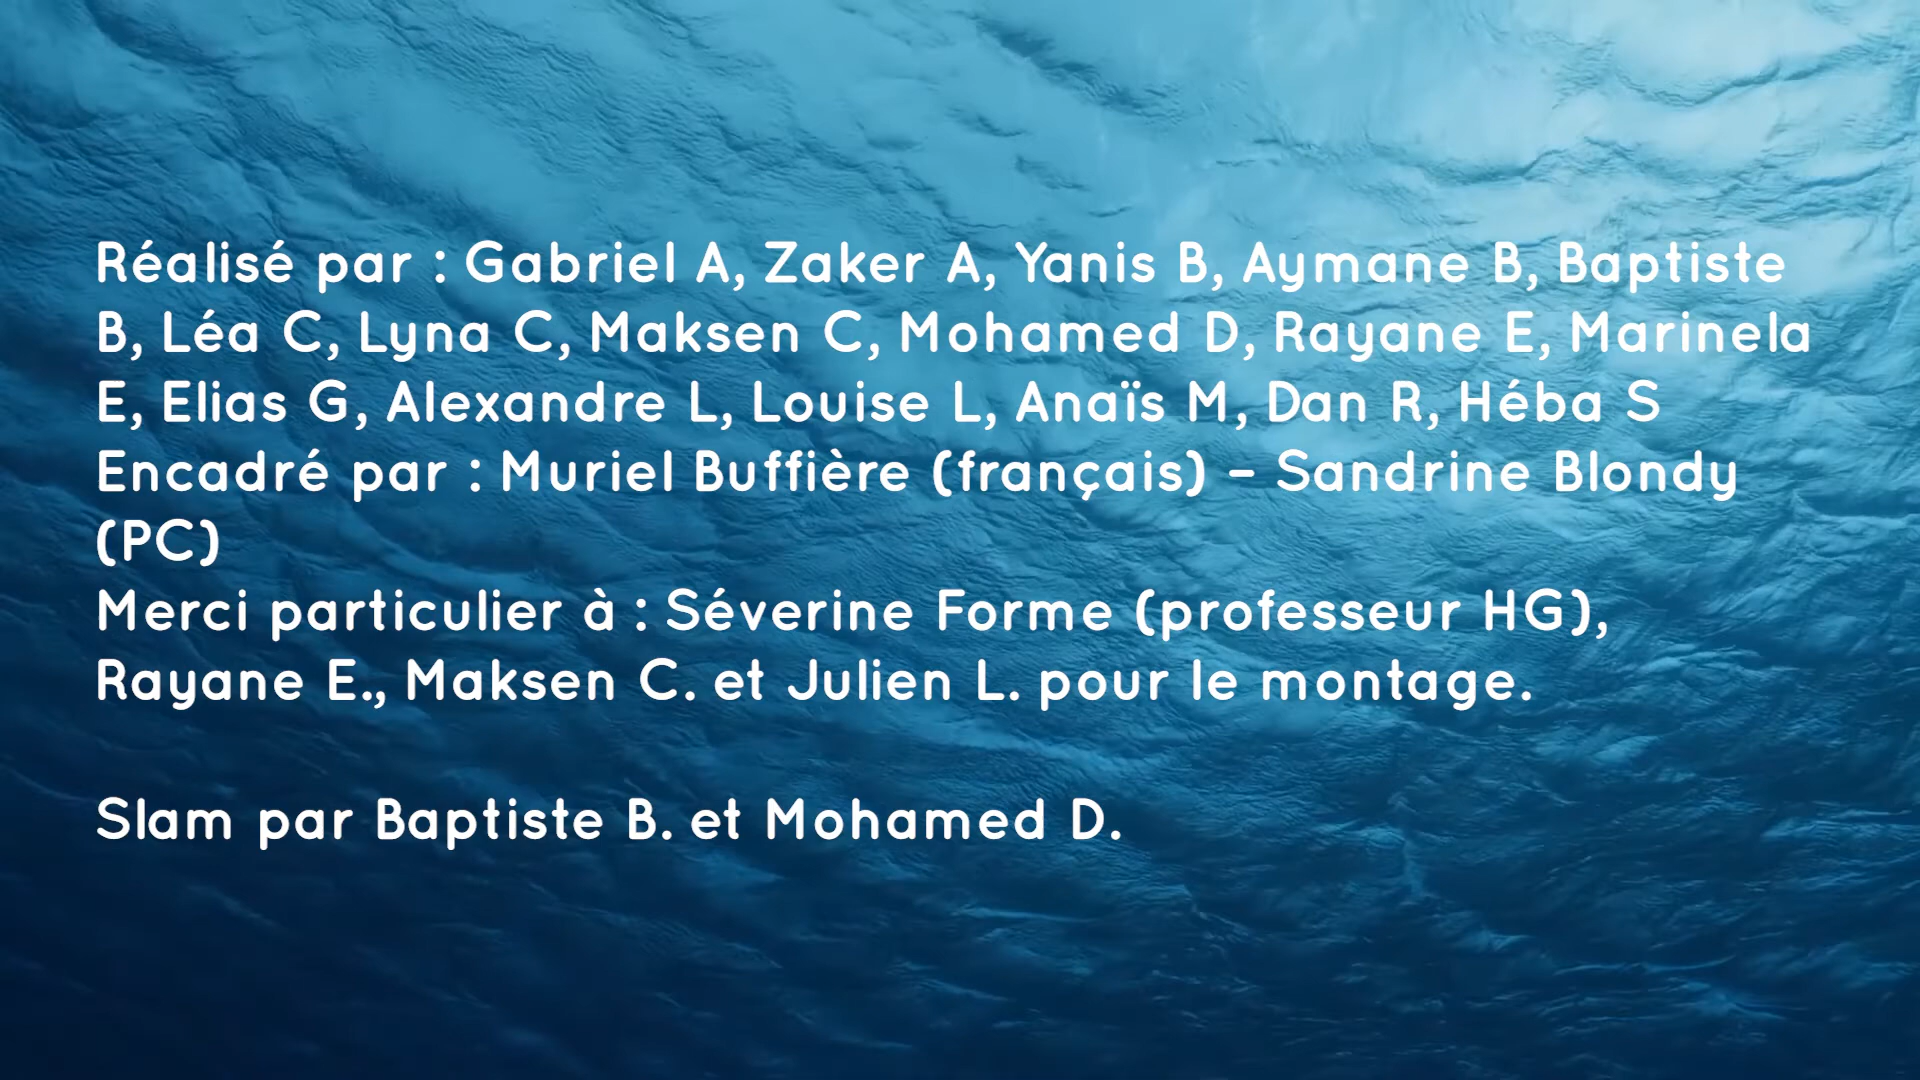 Réalisé par : Gabriel A, Zaker A, Yanis B, Aymane B, Baptiste
B, Léa C, Lyna C, Maksen C, Mohamed D, Rayane E, Marinela
E, Elias G, Alexandre L, Louise L, Anaïs M, Dan R, Héba S
Encadré par : Muriel Buffière (français) – Sandrine Blondy
(PC)
Merci particulier à : Séverine Forme (professeur HG),
Rayane E., Maksen C. et Julien L. pour le montage.
Slam par Baptiste B. et Mohamed D.